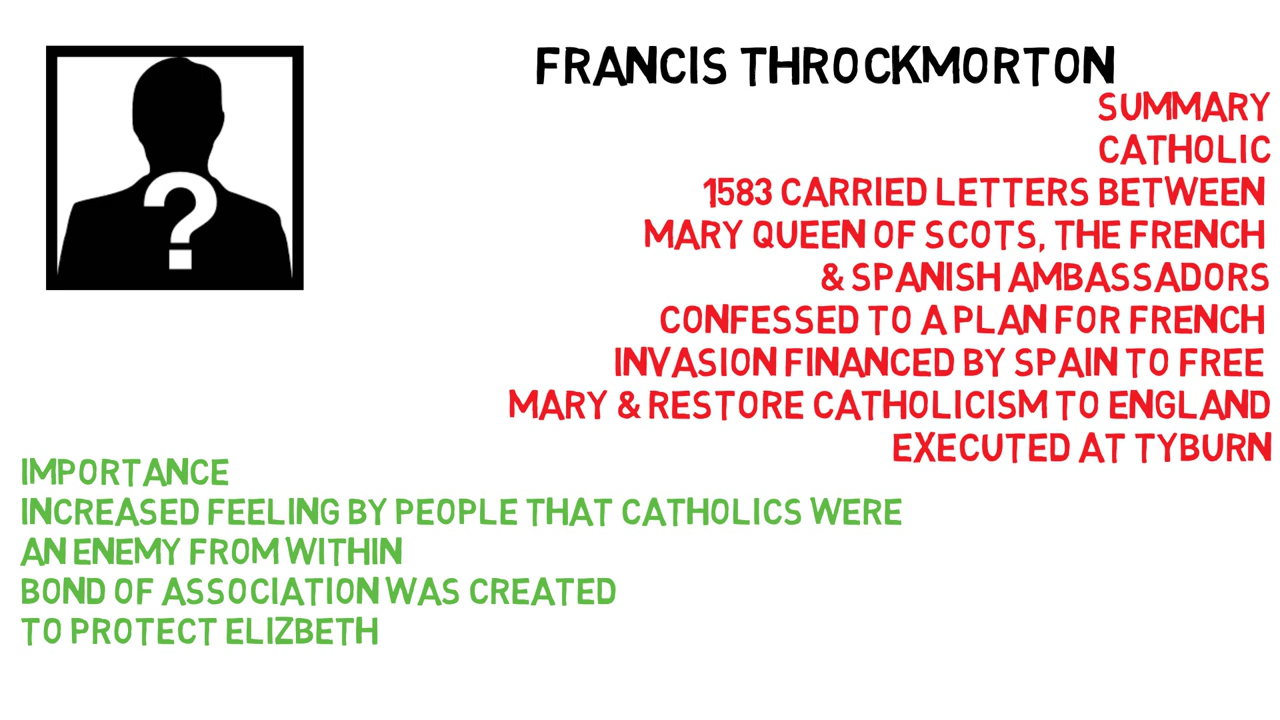 FRANCIS THROCKMORTON
SUMMARY
CATHOLIC
1583 CARRIED LETTERS BETWEEN
MARY QUEEN OF SCOTS, THE FRENCH
& SPANISH AMBASSADORS
CONFESSED TO A PLAN FOR FRENCH
INVASION FINANCED BY SPAIN TO FREE
MARY & RESTORE CATHOLICISM TO ENGLAND
EXECUTED AT TYBURN
IMPORTANCE
INCREASED FEELING BY PEOPLE THAT CATHOLICS WERE
AN ENEMY FROM WITHIN
BOND OF ASSOCIATION WAS CREATED
TO PROTECT ELIZBETH
?